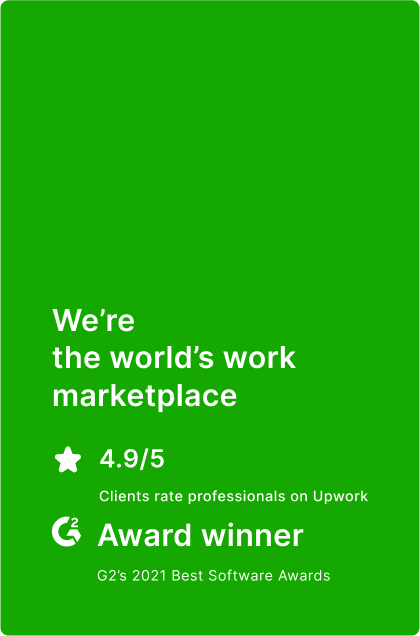 We’re
the world’s work
marketplace
4.9/5
Clients rate professionals on Upwork
G2
Award winner
G2’s 2021 Best Software Awards